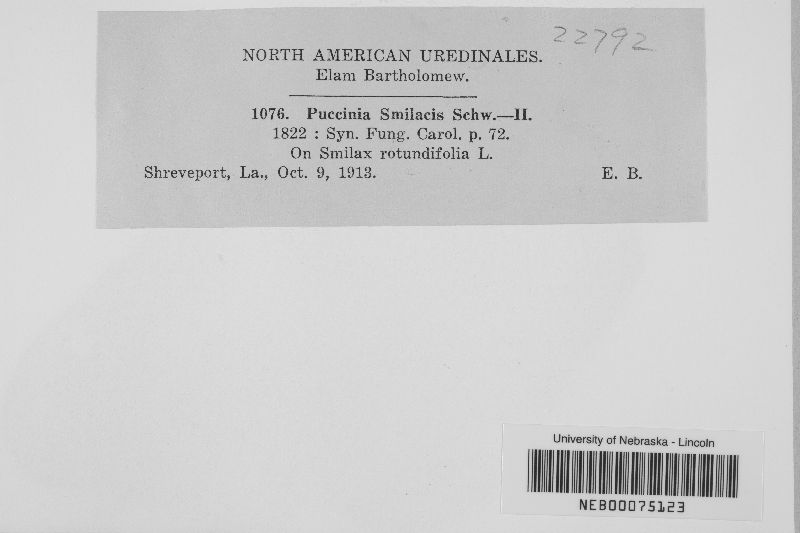 22792
NORTH AMERICAN UREDINALES.
Elam Bartholomew.
1076. Puccinia Smilacis Schw.—II.
1822 : Syn. Fung. Carol. p. 72.
On Smilax rotundifolia L.
Shreveport, La., Oct. 9, 1913. E. B.
University of Nebraska - Lincoln
NEB00075123